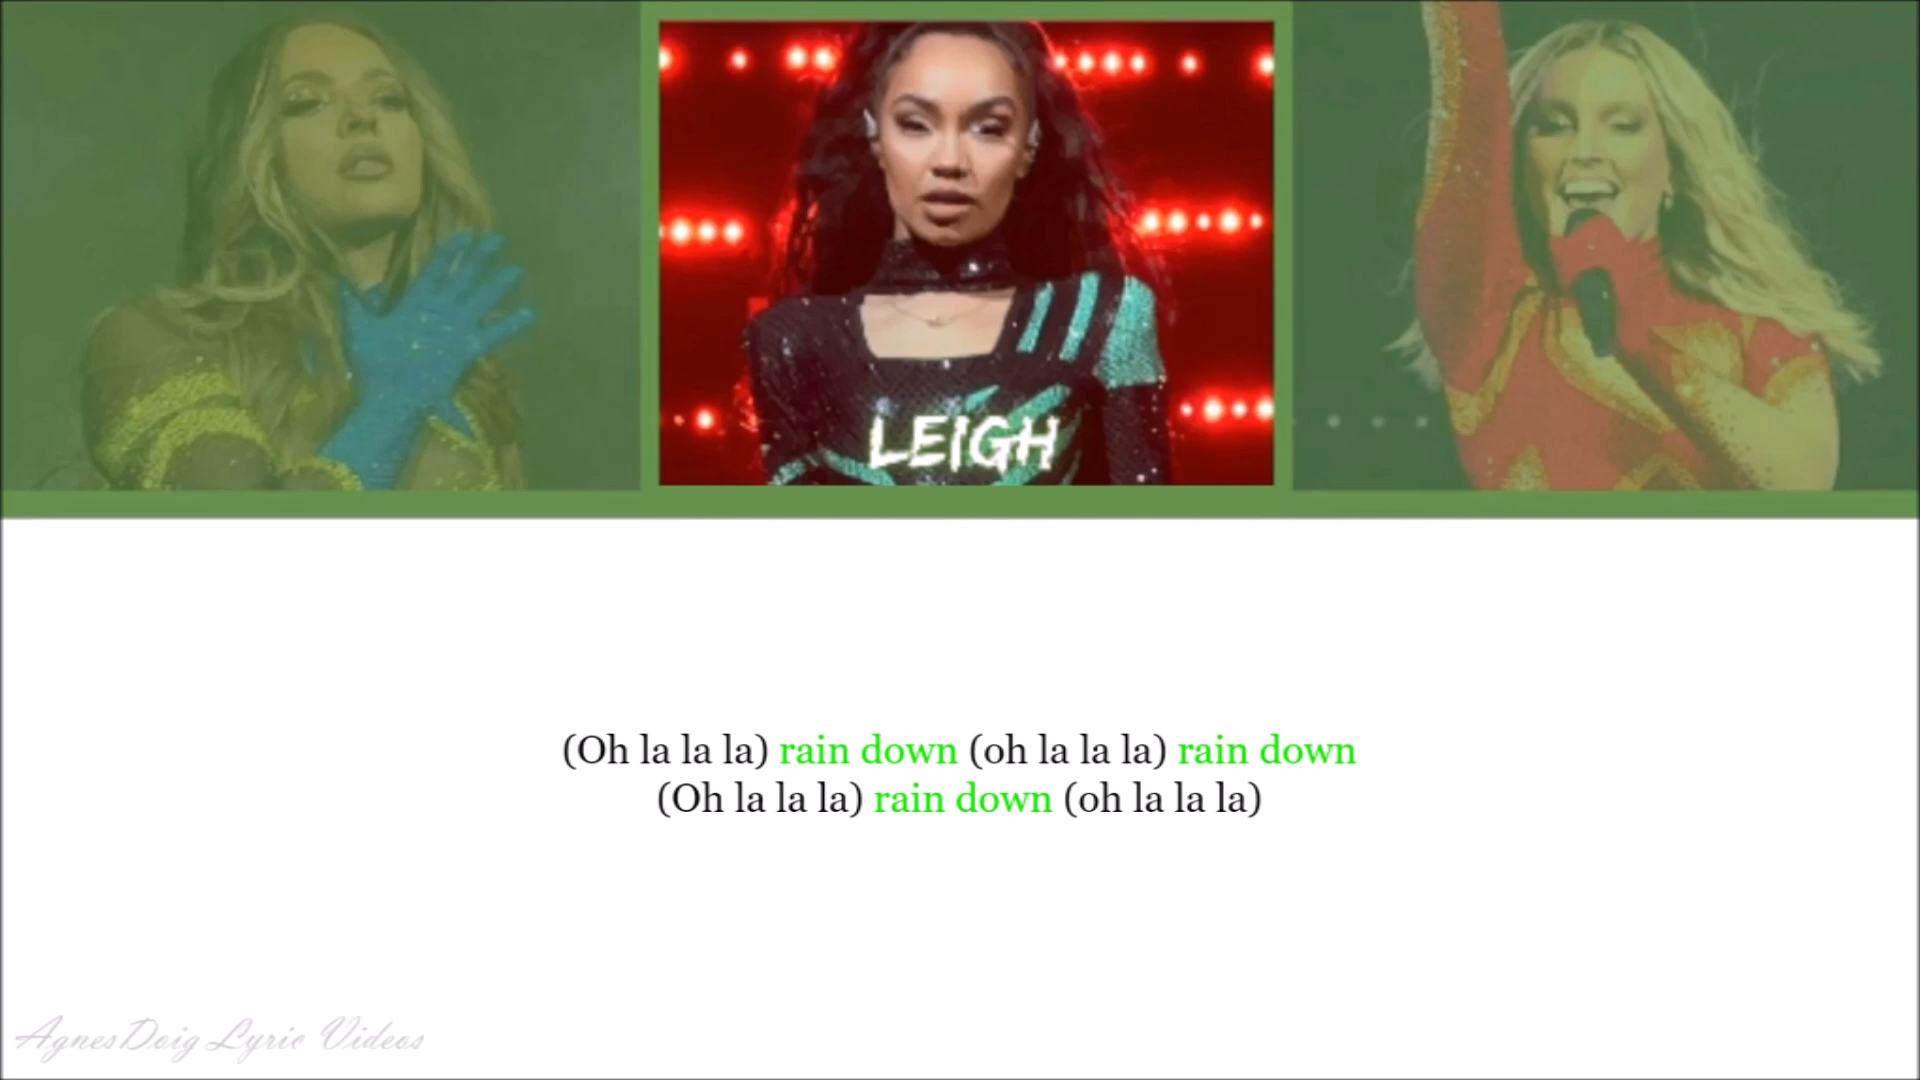 LEIGH
(Oh la la la) rain down (oh la la la) rain down
(Oh la la la) rain down (oh la la la)
AgnesDoig Lyric Videos